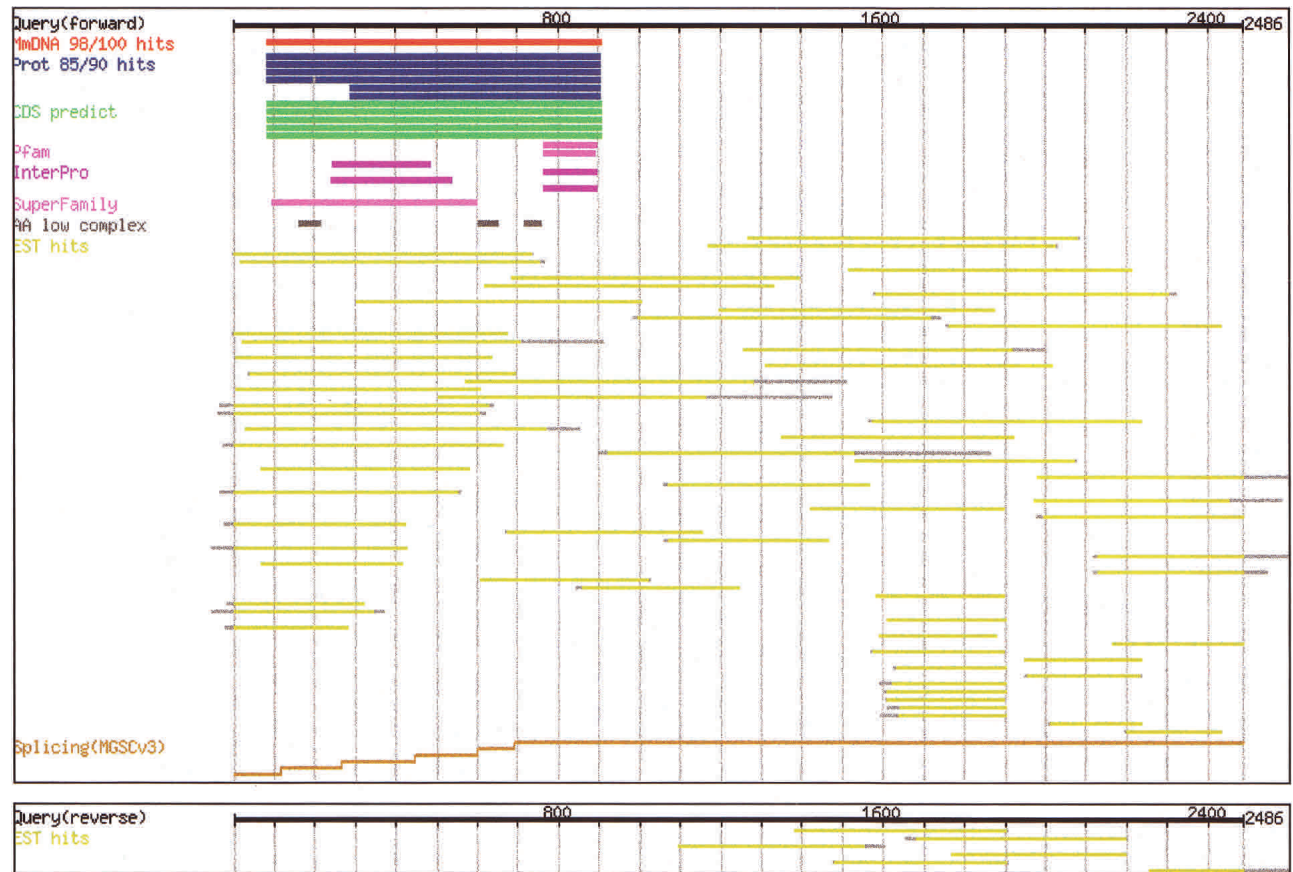 Query(forward) 800 1600 2400 2486
MmDNA 98/100 hits
Prot 85/90 hits
CDS predict
Pfam
InterPro
SuperFamily
AA low complex
EST hits
Splicing(MGSCv3)
Query(reverse) 800 1600 2400 2486
EST hits